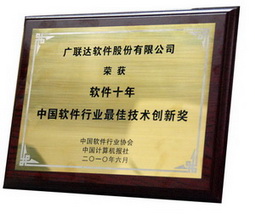 广联达软件股份有限公司
荣获
软件十年
中国软件行业最佳技术创新奖
中国软件行业协会
中国计算机报社
二〇一〇年六月